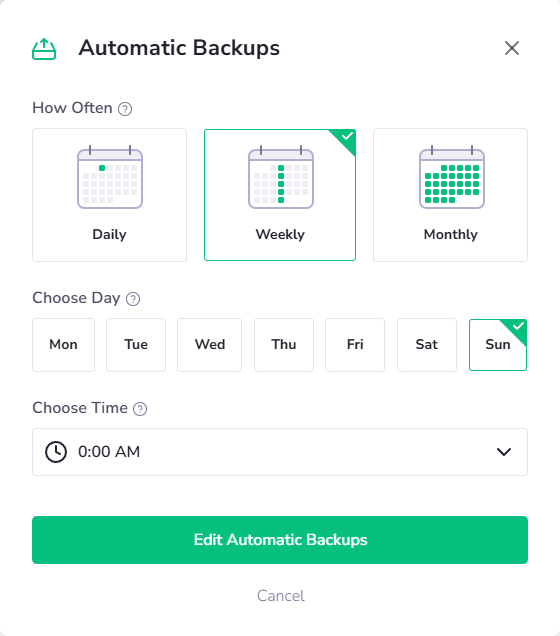 Automatic Backups
How Often ?
Daily Weekly Monthly
Choose Day ?
Mon Tue Wed Thu Fri Sat Sun
Choose Time ?
0:00 AM
Edit Automatic Backups
Cancel